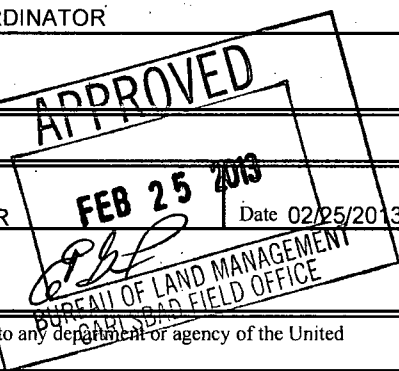 RDINATOR
APPROVED
FEB 25 2013
R
Date 02/25/2013
BUREAU OF LAND MANAGEMENT
CARLSBAD FIELD OFFICE
to any department or agency of the United